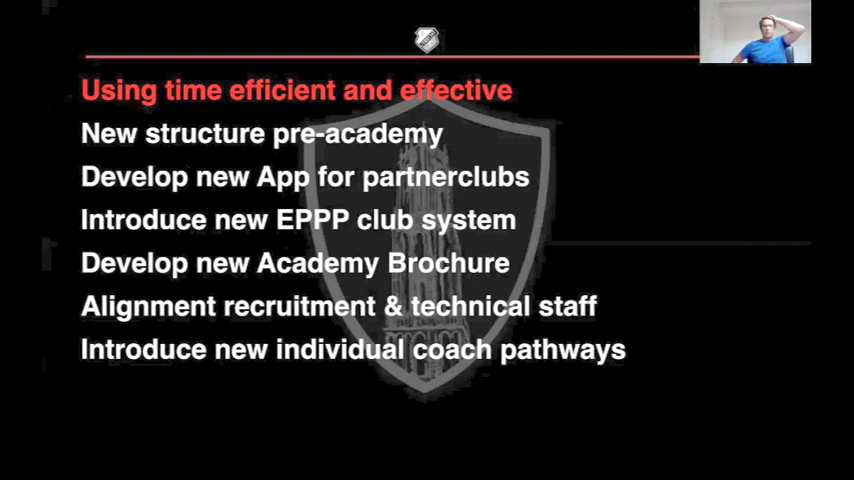 Using time efficient and effective
New structure pre-academy
Develop new App for partnerclubs
Introduce new EPPP club system
Develop new Academy Brochure
Alignment recruitment & technical staff
Introduce new individual coach pathways